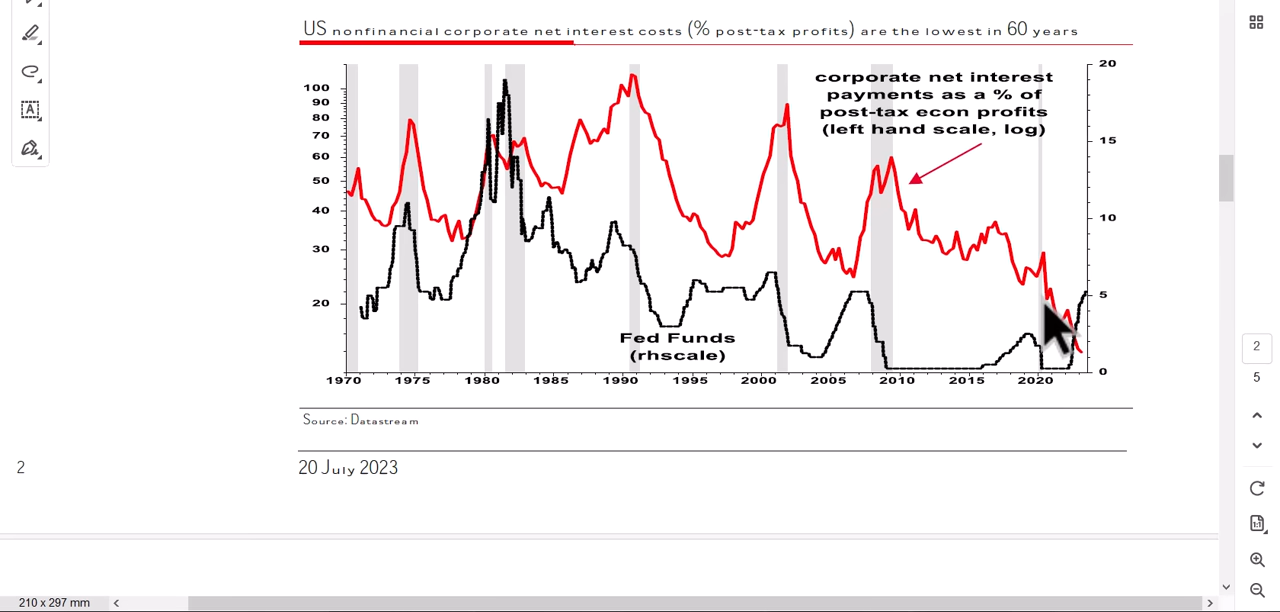 US nonfinancial corporate net interest costs (% post-tax profits) are the lowest in 60 years
100
90
80
70
60
50
40
30
20
20
15
10
5
0
corporate net interest
payments as a % of
post-tax econ profits
(left hand scale, log)
Fed Funds
(rhscale)
1970 1975 1980 1985 1990 1995 2000 2005 2010 2015 2020
Source: Datastream
2
20 July 2023
A
2
5
1:1
210 x 297 mm